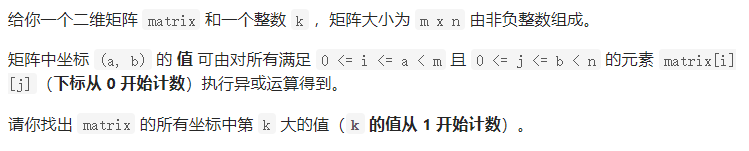 给你一个二维矩阵 matrix 和一个整数 k ，矩阵大小为 m x n 由非负整数组成。
矩阵中坐标 (a, b) 的 值 可由对所有满足 0 <= i <= a < m 且 0 <= j <= b < n 的元素 matrix[i]
[j]（下标从 0 开始计数）执行异或运算得到。
请你找出 matrix 的所有坐标中第 k 大的值（k 的值从 1 开始计数）。